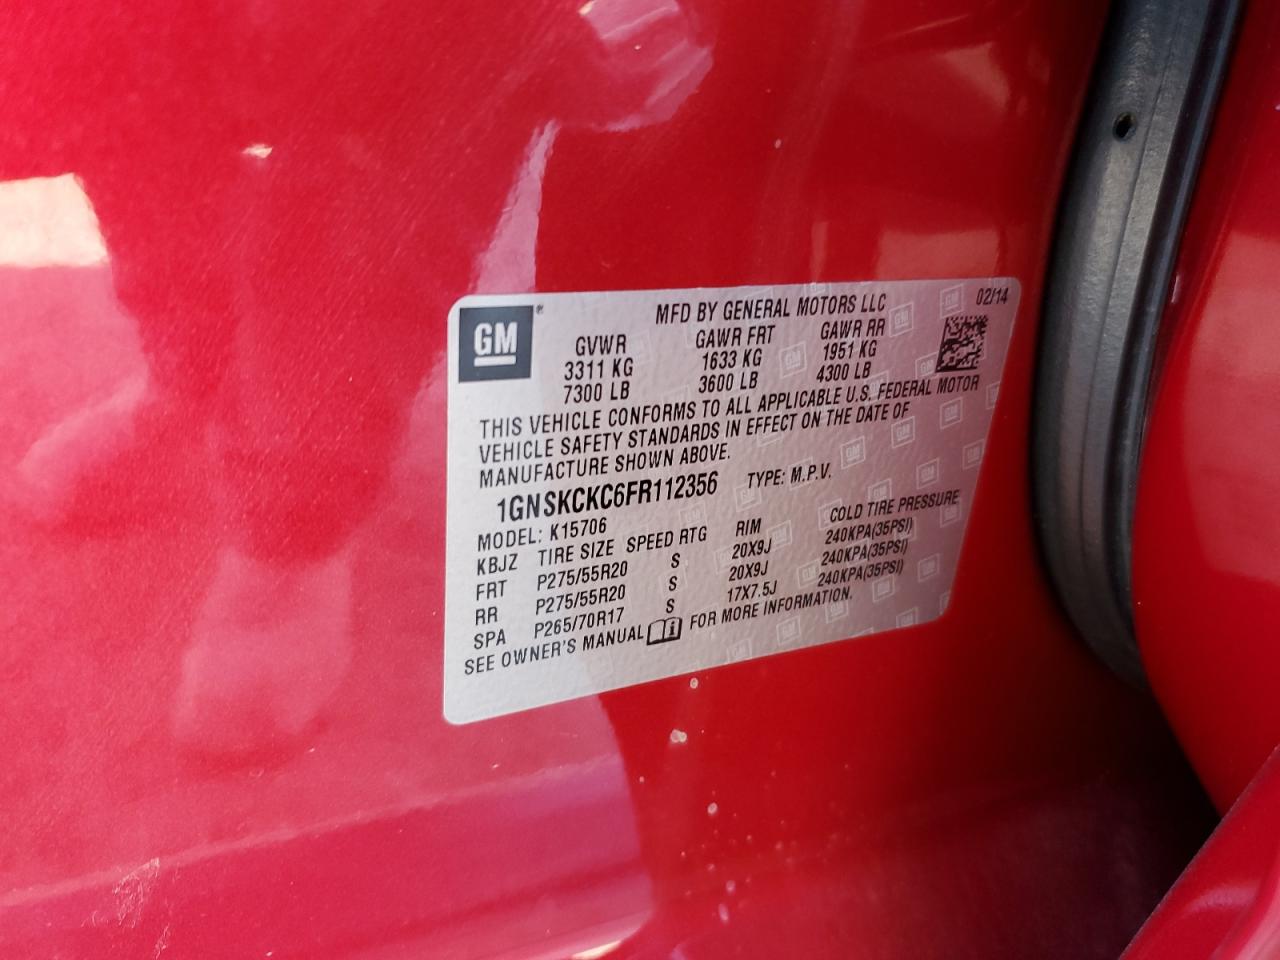 GM ®
MFD BY GENERAL MOTORS LLC 02/14
GVWR GAWR FRT GAWR RR
3311 KG 1633 KG 1951 KG
7300 LB 3600 LB 4300 LB
THIS VEHICLE CONFORMS TO ALL APPLICABLE U.S. FEDERAL MOTOR
VEHICLE SAFETY STANDARDS IN EFFECT ON THE DATE OF
MANUFACTURE SHOWN ABOVE.
1GNSKCKC6FR112356 TYPE: M.P.V.
MODEL: K15706
KBJZ TIRE SIZE SPEED RTG RIM COLD TIRE PRESSURE
FRT P275/55R20 S 20X9J 240KPA(35PSI)
RR P275/55R20 S 20X9J 240KPA(35PSI)
SPA P265/70R17 S 17X7.5J 240KPA(35PSI)
SEE OWNER'S MANUAL FOR MORE INFORMATION.